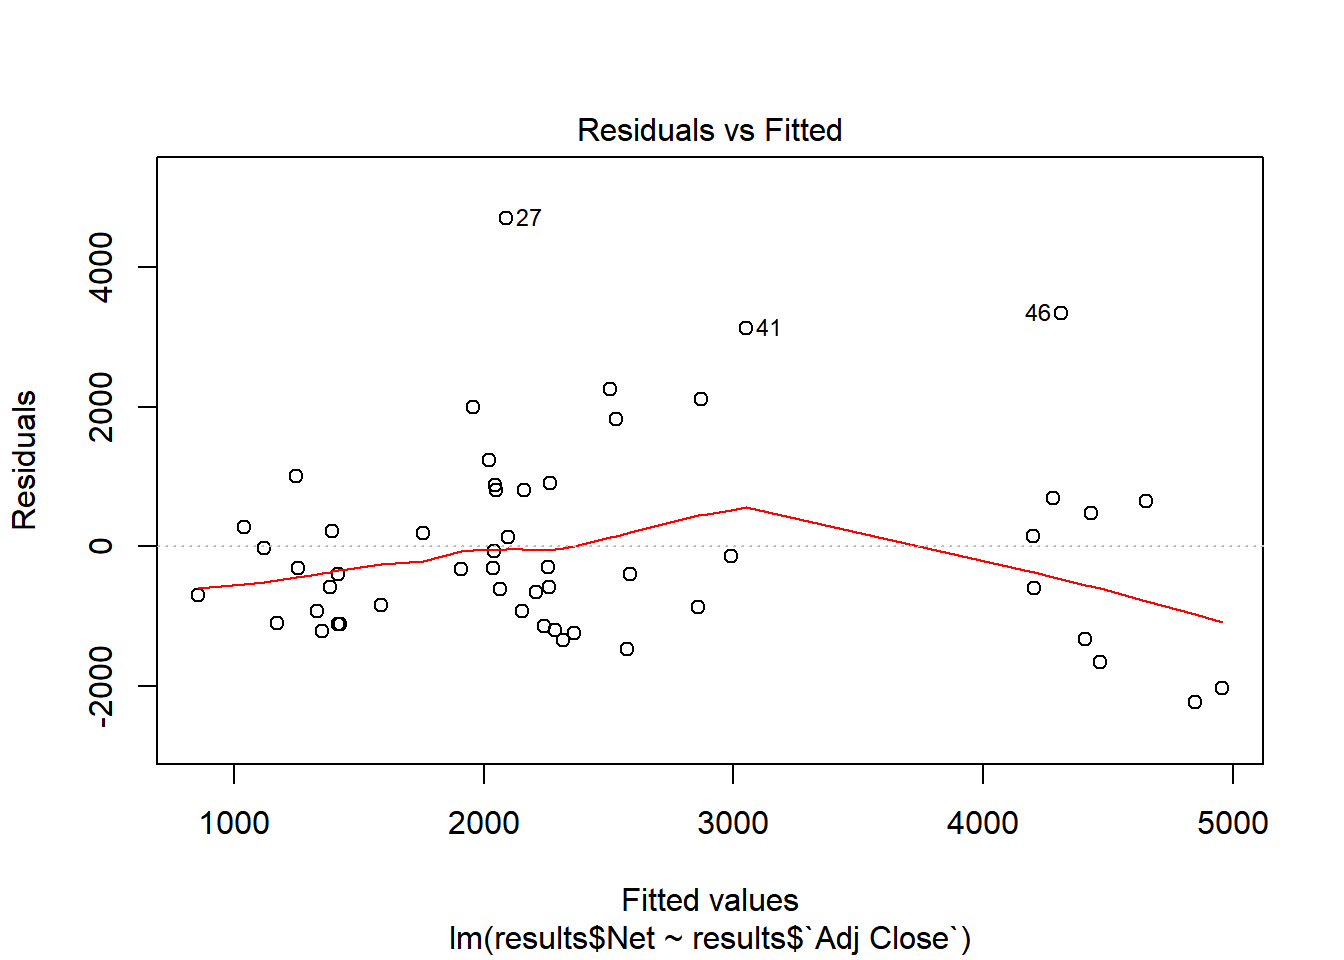 Residuals vs Fitted
Residuals
4000
2000
0
-2000
27
41
46
1000 2000 3000 4000 5000
Fitted values
lm(results$Net ~ results$`Adj Close`)